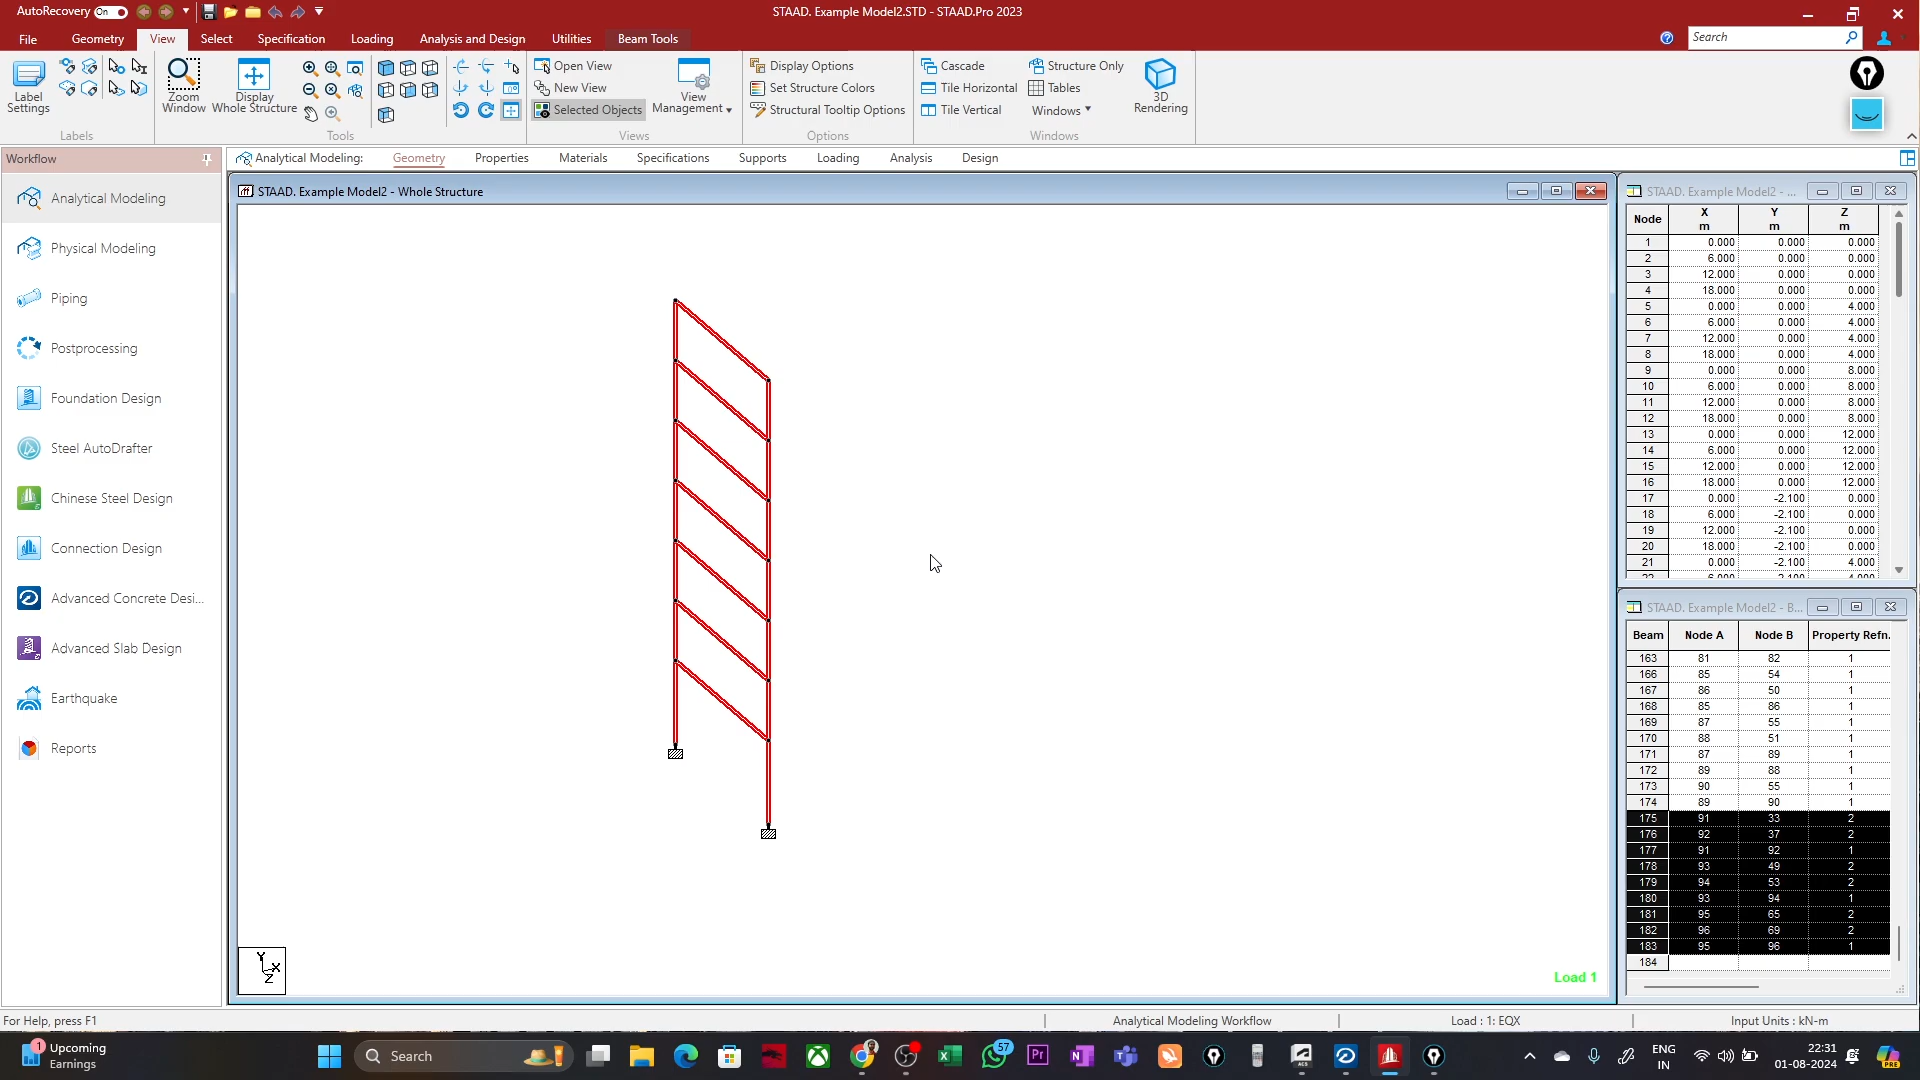 AutoRecovery On
STAAD. Example Model2.STD - STAAD.Pro 2023
File Geometry View Select Specification Loading Analysis and Design Utilities Beam Tools
Search
Label Settings
Labels
Zoom Window
Display Whole Structure
Tools
Open View
New View
Selected Objects
View Management
Views
Display Options
Set Structure Colors
Structural Tooltip Options
Options
Cascade
Tile Horizontal
Tile Vertical
Structure Only
Tables
Windows
Windows
3D Rendering
Workflow
Analytical Modeling: Geometry Properties Materials Specifications Supports Loading Analysis Design
Analytical Modeling
Physical Modeling
Piping
Postprocessing
Foundation Design
Steel AutoDrafter
Chinese Steel Design
Connection Design
Advanced Concrete Desi...
Advanced Slab Design
Earthquake
Reports
STAAD. Example Model2 - Whole Structure
Y
X
Z
Load 1
STAAD. Example Model2 - ...
Node X m Y m Z m
1 0.000 0.000 0.000
2 6.000 0.000 0.000
3 12.000 0.000 0.000
4 18.000 0.000 0.000
5 0.000 0.000 4.000
6 6.000 0.000 4.000
7 12.000 0.000 4.000
8 18.000 0.000 4.000
9 0.000 0.000 8.000
10 6.000 0.000 8.000
11 12.000 0.000 8.000
12 18.000 0.000 8.000
13 0.000 0.000 12.000
14 6.000 0.000 12.000
15 12.000 0.000 12.000
16 18.000 0.000 12.000
17 0.000 -2.100 0.000
18 6.000 -2.100 0.000
19 12.000 -2.100 0.000
20 18.000 -2.100 0.000
21 0.000 -2.100 4.000
22 6.000 -2.100 4.000
STAAD. Example Model2 - B...
Beam Node A Node B Property Refn.
163 81 82 1
166 85 54 1
167 86 50 1
168 85 86 1
169 87 55 1
170 88 51 1
171 87 89 1
172 89 88 1
173 90 55 1
174 89 90 1
175 91 33 2
176 92 37 2
177 91 92 1
178 93 49 2
179 94 53 2
180 93 94 1
181 95 65 2
182 96 69 2
183 95 96 1
184
For Help, press F1
Analytical Modeling Workflow
Load : 1: EQX
Input Units : kN-m
1
Upcoming
Earnings
Search
57
Pr
ENG
IN
22:31
01-08-2024
PRE